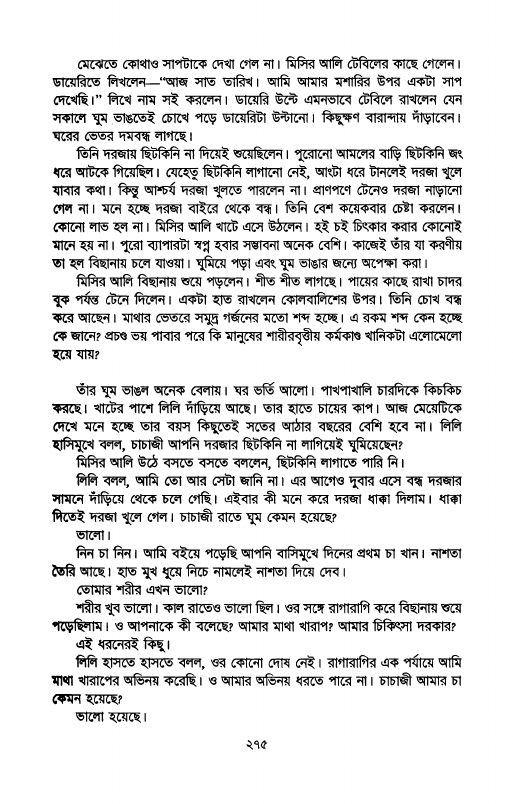 মেঝেতে কোথাও সাপটাকে দেখা গেল না। মিসির আলি টেবিলের কাছে গেলেন।
ডায়েরিতে লিখলেন—“আজ সাত তারিখ। আমি আমার মশারির উপর একটা সাপ
দেখেছি।” লিখে নাম সই করলেন। ডায়েরি উল্টে এমনভাবে টেবিলে রাখলেন যেন
সকালে ঘুম ভাঙতেই চোখে পড়ে ডায়েরিটা উল্টানো। কিছুক্ষণ বারান্দায় দাঁড়াবেন।
ঘরের ভেতর দমবন্ধ লাগছে।
তিনি দরজায় ছিটকিনি না দিয়েই শুয়েছিলেন। পুরোনো আমলের বাড়ি ছিটকিনি জং
ধরে আটকে গিয়েছিল। যেহেতু ছিটকিনি লাগানো নেই, আংটা ধরে টানলেই দরজা খুলে
যাবার কথা। কিন্তু আশ্চর্য দরজা খুলতে পারলেন না। প্রাণপণে টেনেও দরজা নাড়ানো
গেল না। মনে হচ্ছে দরজা বাইরে থেকে বন্ধ। তিনি বেশ কয়েকবার চেষ্টা করলেন।
কোনো লাভ হল না। মিসির আলি খাটে এসে উঠলেন। হই চই চিৎকার করার কোনোই
মানে হয় না। পুরো ব্যাপারটা স্বপ্ন হবার সম্ভাবনা অনেক বেশি। কাজেই তাঁর যা করণীয়
তা হল বিছানায় চলে যাওয়া। ঘুমিয়ে পড়া এবং ঘুম ভাঙার জন্যে অপেক্ষা করা।
মিসির আলি বিছানায় শুয়ে পড়লেন। শীত শীত লাগছে। পায়ের কাছে রাখা চাদর
বুক পর্যন্ত টেনে দিলেন। একটা হাত রাখলেন কোলবালিশের উপর। তিনি চোখ বন্ধ
করে আছেন। মাথার ভেতরে সমুদ্র গর্জনের মতো শব্দ হচ্ছে। এ রকম শব্দ কেন হচ্ছে
কে জানে? প্রচণ্ড ভয় পাবার পরে কি মানুষের শারীরবৃত্তীয় কর্মকাণ্ড খানিকটা এলোমেলো
হয়ে যায়?
তাঁর ঘুম ভাঙল অনেক বেলায়। ঘর ভর্তি আলো। পাখপাখালি চারদিকে কিচকিচ
করছে। খাটের পাশে লিলি দাঁড়িয়ে আছে। তার হাতে চায়ের কাপ। আজ মেয়েটিকে
দেখে মনে হচ্ছে তার বয়স কিছুতেই সতের আঠার বছরের বেশি হবে না। লিলি
হাসিমুখে বলল, চাচাজী আপনি দরজার ছিটকিনি না লাগিয়েই ঘুমিয়েছেন?
মিসির আলি উঠে বসতে বসতে বললেন, ছিটকিনি লাগাতে পারি নি।
লিলি বলল, আমি তো আর সেটা জানি না। এর আগেও দুবার এসে বন্ধ দরজার
সামনে দাঁড়িয়ে থেকে চলে গেছি। এইবার কী মনে করে দরজা ধাক্কা দিলাম। ধাক্কা
দিতেই দরজা খুলে গেল। চাচাজী রাতে ঘুম কেমন হয়েছে?
ভালো।
নিন চা নিন। আমি বইয়ে পড়েছি আপনি বাসিমুখে দিনের প্রথম চা খান। নাশতা
তৈরি আছে। হাত মুখ ধুয়ে নিচে নামলেই নাশতা দিয়ে দেব।
তোমার শরীর এখন ভালো?
শরীর খুব ভালো। কাল রাতেও ভালো ছিল। ওর সঙ্গে রাগারাগি করে বিছানায় শুয়ে
পড়েছিলাম। ও আপনাকে কী বলেছে? আমার মাথা খারাপ? আমার চিকিৎসা দরকার?
এই ধরনেরই কিছু।
লিলি হাসতে হাসতে বলল, ওর কোনো দোষ নেই। রাগারাগির এক পর্যায়ে আমি
মাথা খারাপের অভিনয় করেছি। ও আমার অভিনয় ধরতে পারে না। চাচাজী আমার চা
কেমন হয়েছে?
ভালো হয়েছে।
২৭৫